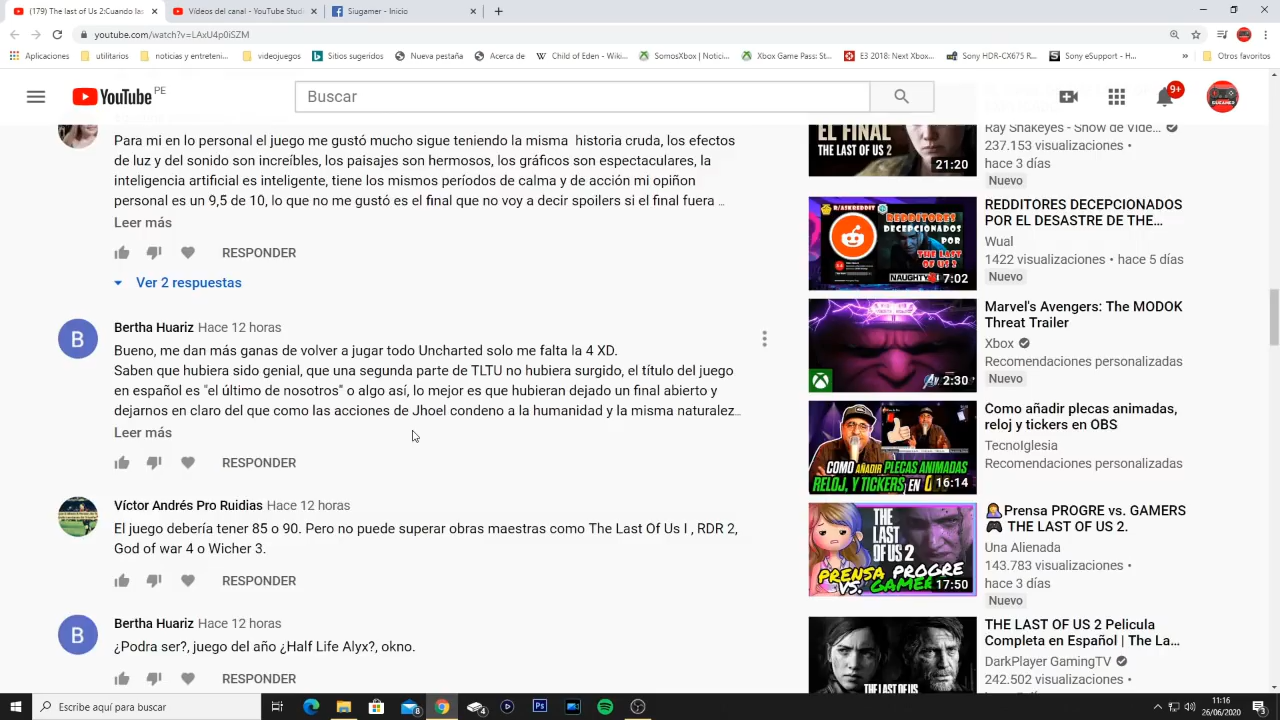 (179) The last of Us 2:Cuando las
Vídeos del canal - YouTube Studi
Siugamer - Inicio
youtube.com/watch?v=LAxU4p0iSZM
Aplicaciones
utilitarios
noticias y entreteni...
videojuegos
Sitios sugeridos
Nueva pestaña
Acerca de
Child of Eden - Wiki...
SomosXbox | Notici...
Xbox Game Pass: St...
E3 2018: Next Xbox...
Sony HDR-CX675 R...
Sony eSupport - H...
Otros favoritos
YouTube PE
Buscar
9+
Para mi en lo personal el juego me gustó mucho sigue teniendo la misma historia cruda, los efectos
de luz y del sonido son increíbles, los paisajes son hermosos, los gráficos son espectaculares, la
inteligencia artificial es inteligente, tiene los mismos períodos de calma y de acción mi opiñon
personal es un 9,5 de 10, lo que no me gustó es el final que no voy a decir spoilers si el final fuera ...
Leer más
RESPONDER
Ver 2 respuestas
B
Bertha Huariz Hace 12 horas
Bueno, me dan más ganas de volver a jugar todo Uncharted solo me falta la 4 XD.
Saben que hubiera sido genial, que una segunda parte de TLTU no hubiera surgido, el título del juego
en español es "el último de nosotros" o algo así, lo mejor es que hubieran dejado un final abierto y
dejarnos en claro del que como las acciones de Jhoel condeno a la humanidad y la misma naturalez...
Leer más
RESPONDER
Víctor Andrés Pro Ruidias Hace 12 horas
El juego debería tener 85 o 90. Pero no puede superar obras maestras como The Last Of Us I , RDR 2,
God of war 4 o Wicher 3.
RESPONDER
B
Bertha Huariz Hace 12 horas
¿Podra ser?, juego del año ¿Half Life Alyx?, okno.
RESPONDER
EL FINAL
THE LAST OF US 2
21:20
Ray Snakeyes - Show de Vide...
237.153 visualizaciones •
hace 3 días
Nuevo
R/ASKREDDIT
REDDITORES
DECEPCIONADOS
POR
THE LAST
OF US 2
NAUGHTY
7:02
REDDITORES DECEPCIONADOS
POR EL DESASTRE DE THE...
Wual
1422 visualizaciones • hace 5 días
Nuevo
2:30
Marvel's Avengers: The MODOK
Threat Trailer
Xbox
Recomendaciones personalizadas
Nuevo
COMO AÑADIR PLECAS ANIMADAS
RELOJ, Y TICKERS EN
16:14
Como añadir plecas animadas,
reloj y tickers en OBS
TecnoIglesia
Recomendaciones personalizadas
THE
LAST
OF US 2
PRENSA PROGRE
VS. GAMER
17:50
Prensa PROGRE vs. GAMERS
THE LAST OF US 2.
Una Alienada
143.783 visualizaciones •
hace 3 días
Nuevo
THE LAST OF US 2
THE LAST OF US 2 Pelicula
Completa en Español | The La...
DarkPlayer GamingTV
242.502 visualizaciones •
Escribe aquí para buscar
11:16
26/06/2020